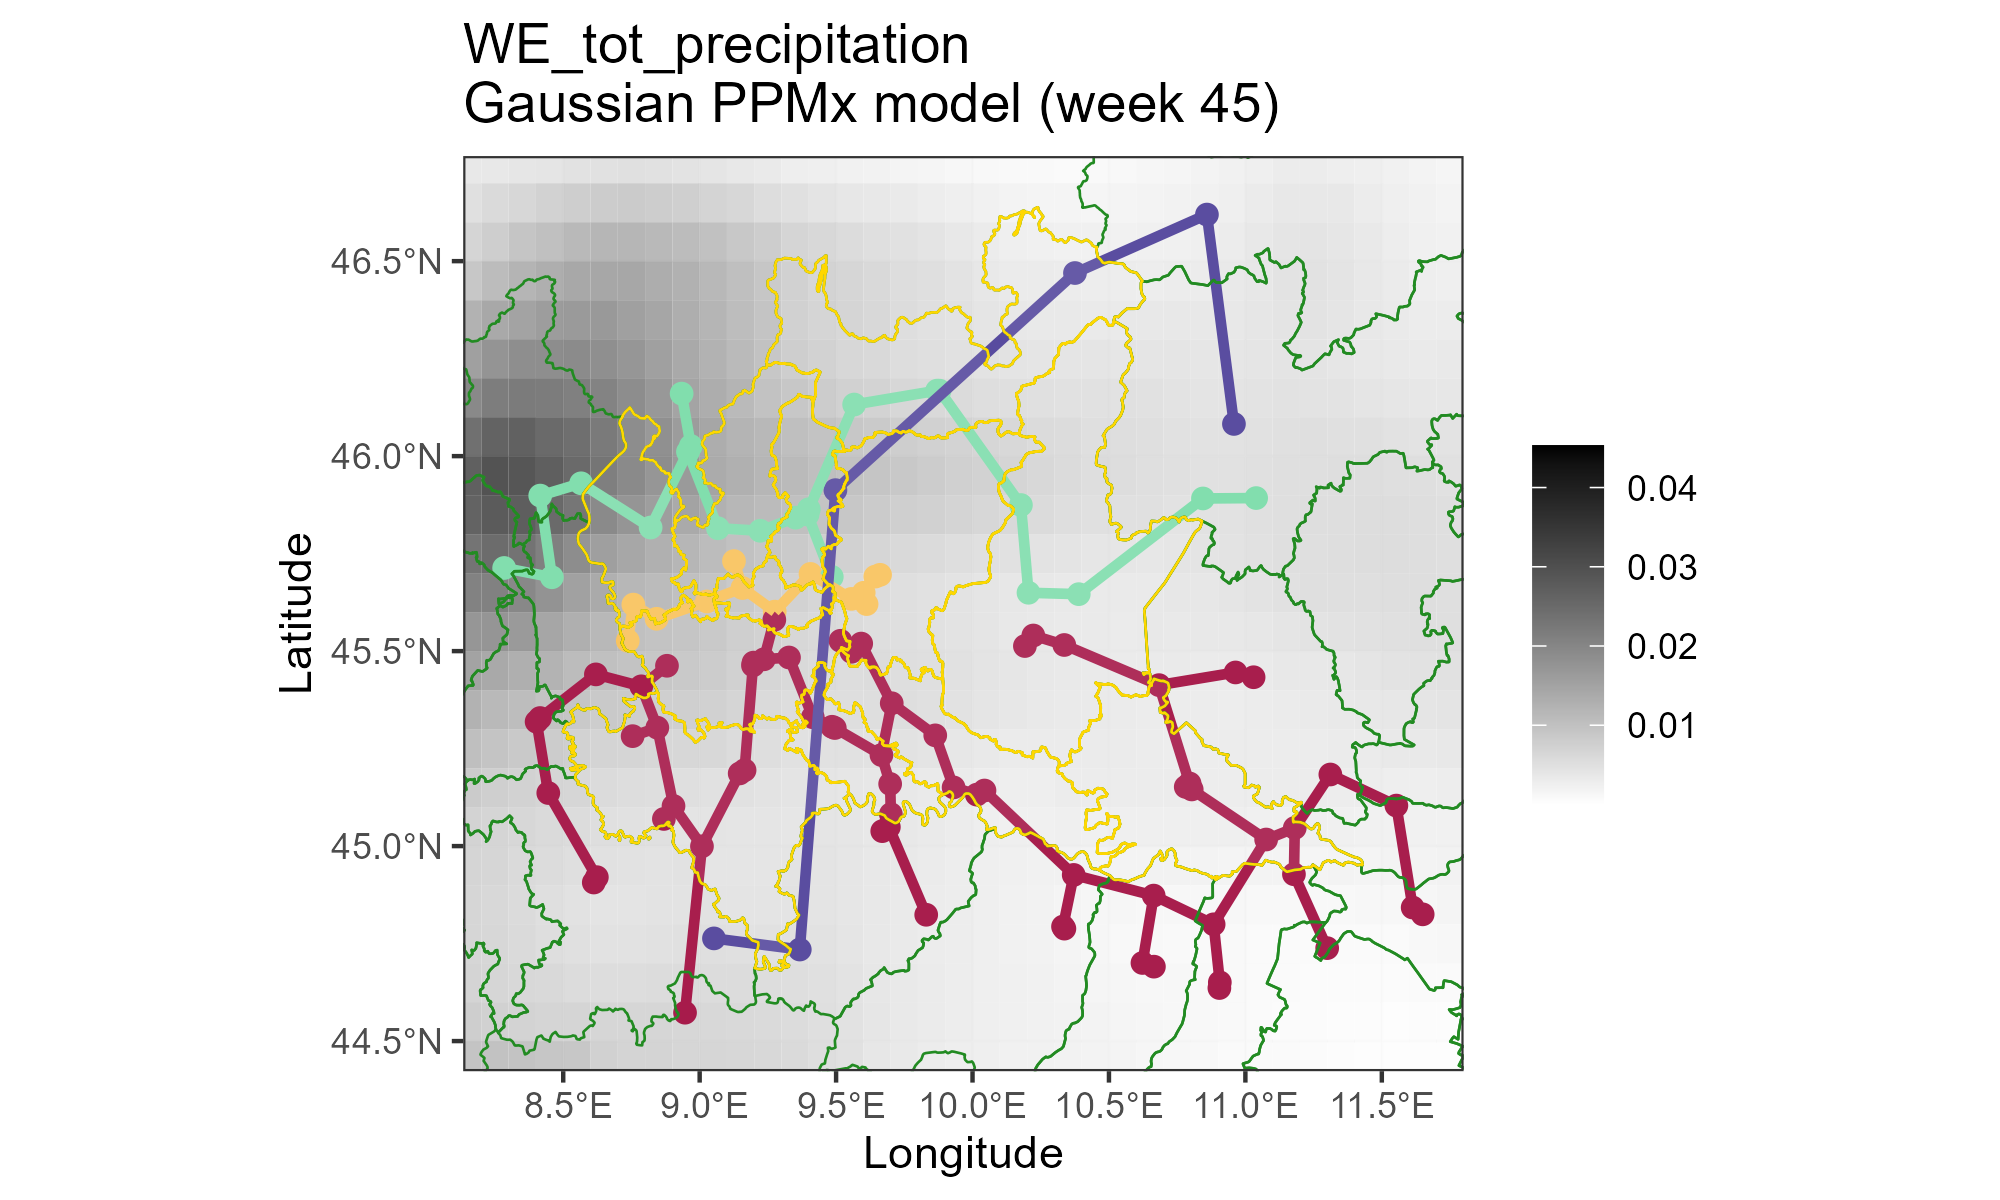 WE_tot_precipitation
Gaussian PPMx model (week 45)
Latitude
46.5°N
46.0°N
45.5°N
45.0°N
44.5°N
8.5°E
9.0°E
9.5°E
10.0°E
10.5°E
11.0°E
11.5°E
Longitude
0.04
0.03
0.02
0.01